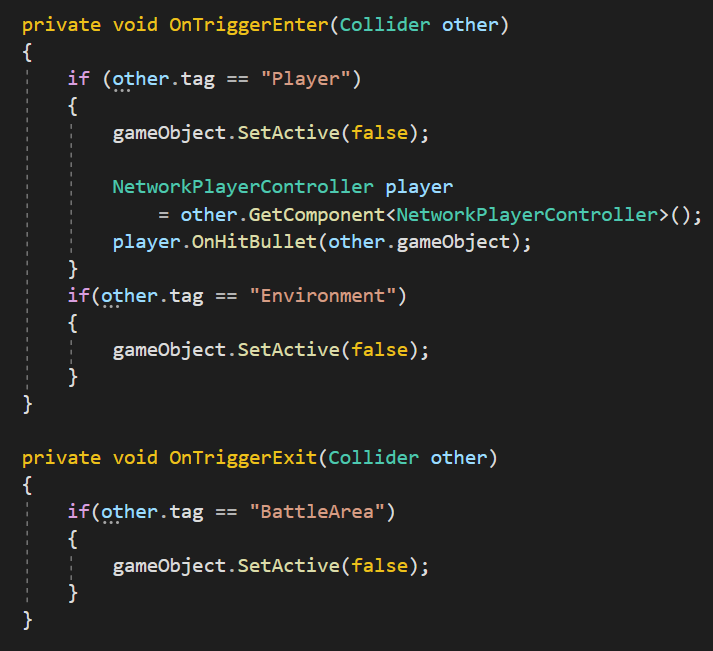 private void OnTriggerEnter(Collider other)
{
    if (other.tag == "Player")
    {
        gameObject.SetActive(false);

        NetworkPlayerController player
            = other.GetComponent<NetworkPlayerController>();
        player.OnHitBullet(other.gameObject);
    }
    if(other.tag == "Environment")
    {
        gameObject.SetActive(false);
    }
}

private void OnTriggerExit(Collider other)
{
    if(other.tag == "BattleArea")
    {
        gameObject.SetActive(false);
    }
}